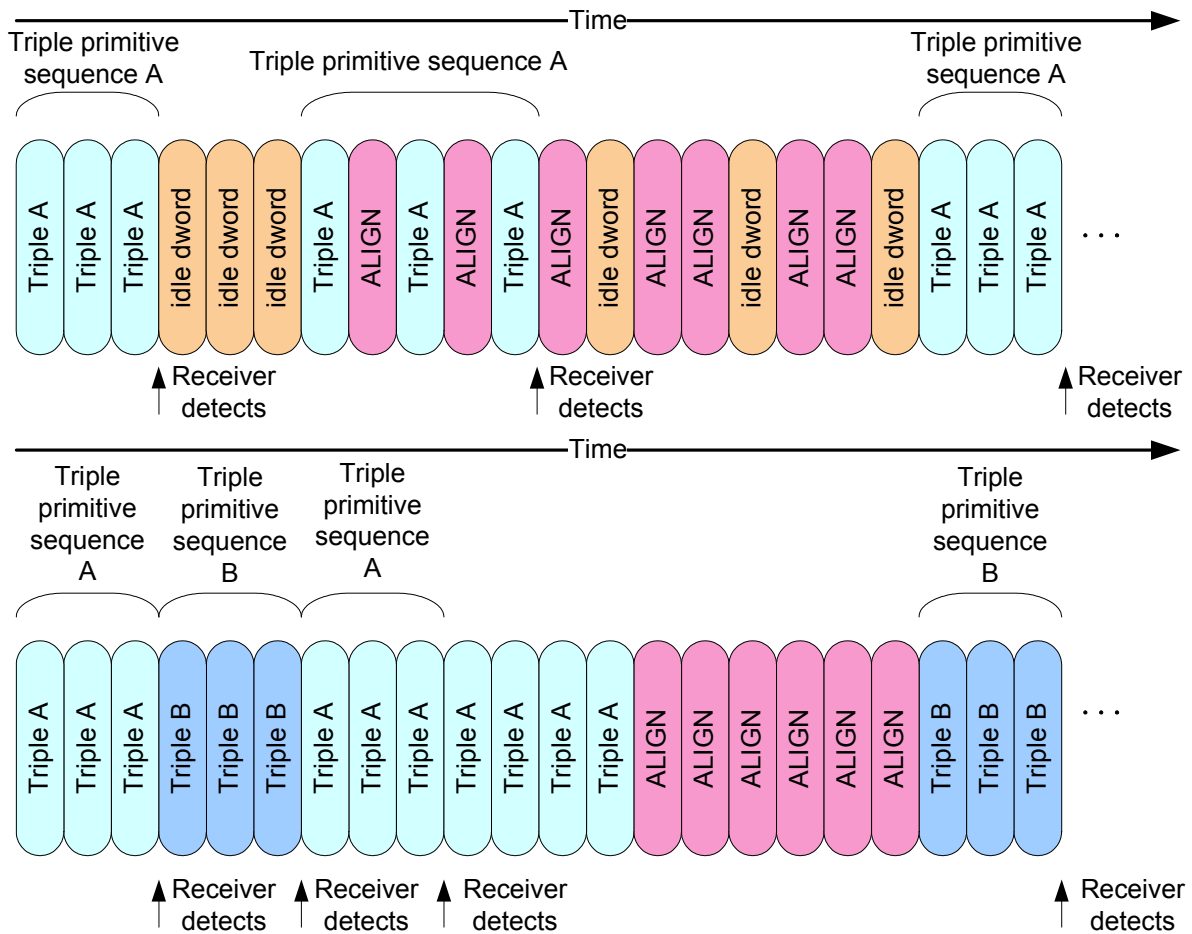 Time
Triple primitive
sequence A
Triple primitive sequence A
Triple primitive
sequence A
Triple A
Triple A
Triple A
idle dword
idle dword
idle dword
Triple A
ALIGN
Triple A
ALIGN
Triple A
ALIGN
idle dword
ALIGN
ALIGN
idle dword
ALIGN
ALIGN
idle dword
Triple A
Triple A
Triple A
. . .
Receiver
detects
Receiver
detects
Receiver
detects
Time
Triple
primitive
sequence
A
Triple
primitive
sequence
B
Triple
primitive
sequence
A
Triple
primitive
sequence
B
Triple A
Triple A
Triple A
Triple B
Triple B
Triple B
Triple A
Triple A
Triple A
Triple A
Triple A
Triple A
Triple A
ALIGN
ALIGN
ALIGN
ALIGN
ALIGN
ALIGN
Triple B
Triple B
Triple B
. . .
Receiver
detects
Receiver
detects
Receiver
detects
Receiver
detects